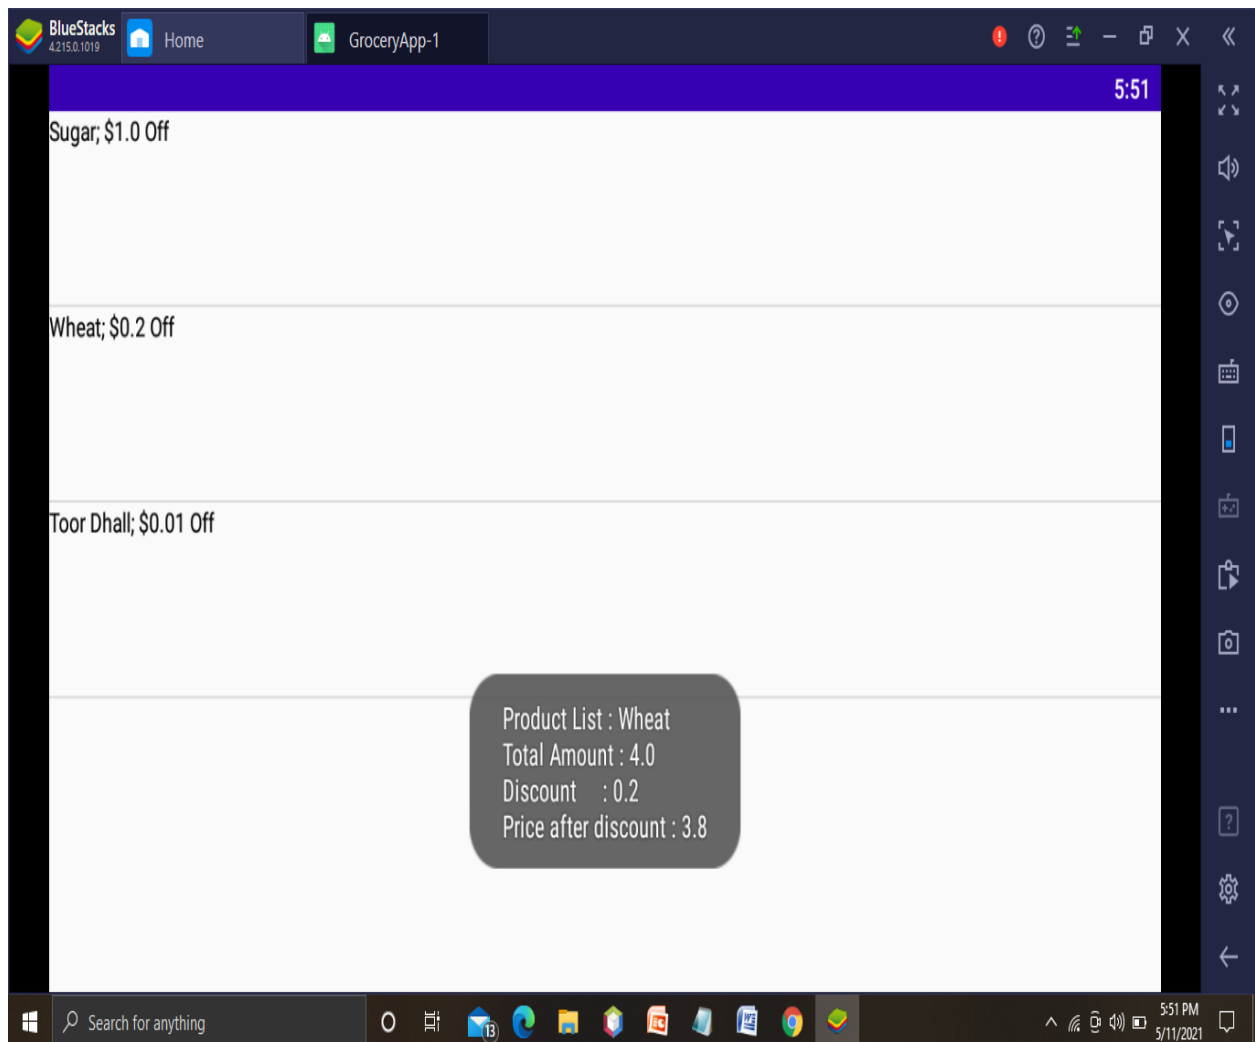 BlueStacks
4.215.0.1019
Home
GroceryApp-1
5:51
Sugar; $1.0 Off
Wheat; $0.2 Off
Toor Dhall; $0.01 Off
Product List : Wheat
Total Amount : 4.0
Discount : 0.2
Price after discount : 3.8
Search for anything
13
5:51 PM
5/11/2021